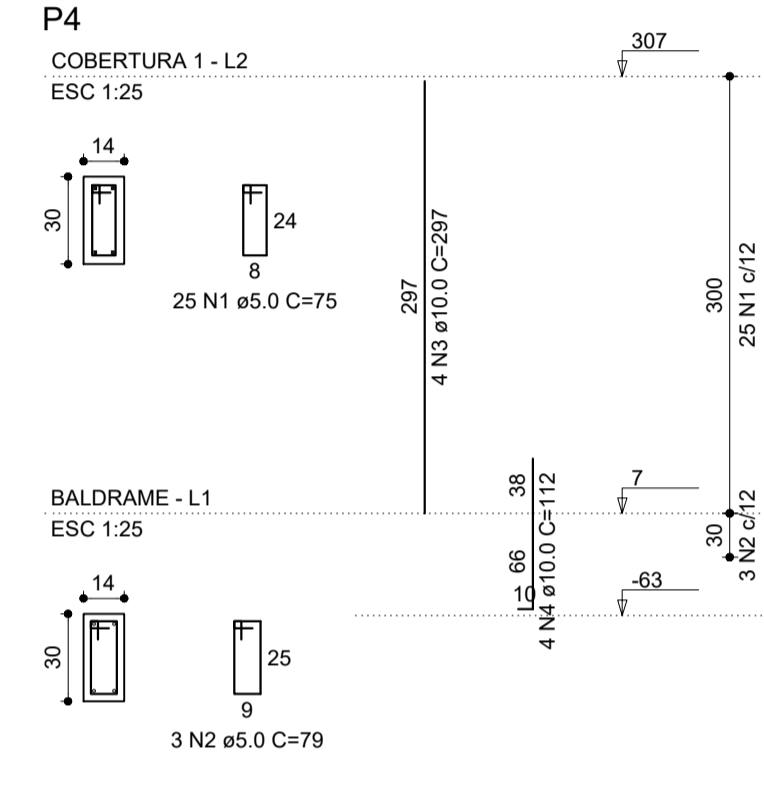 P4
COBERTURA 1 - L2
ESC 1:25
307
14
30
24
8
25 N1 ø5.0 C=75
297
4 N3 ø10.0 C=297
300
25 N1 c/12
BALDRAME - L1
ESC 1:25
38
66
10
4 N4 ø10.0 C=112
7
30
3 N2 c/12
-63
14
30
25
9
3 N2 ø5.0 C=79